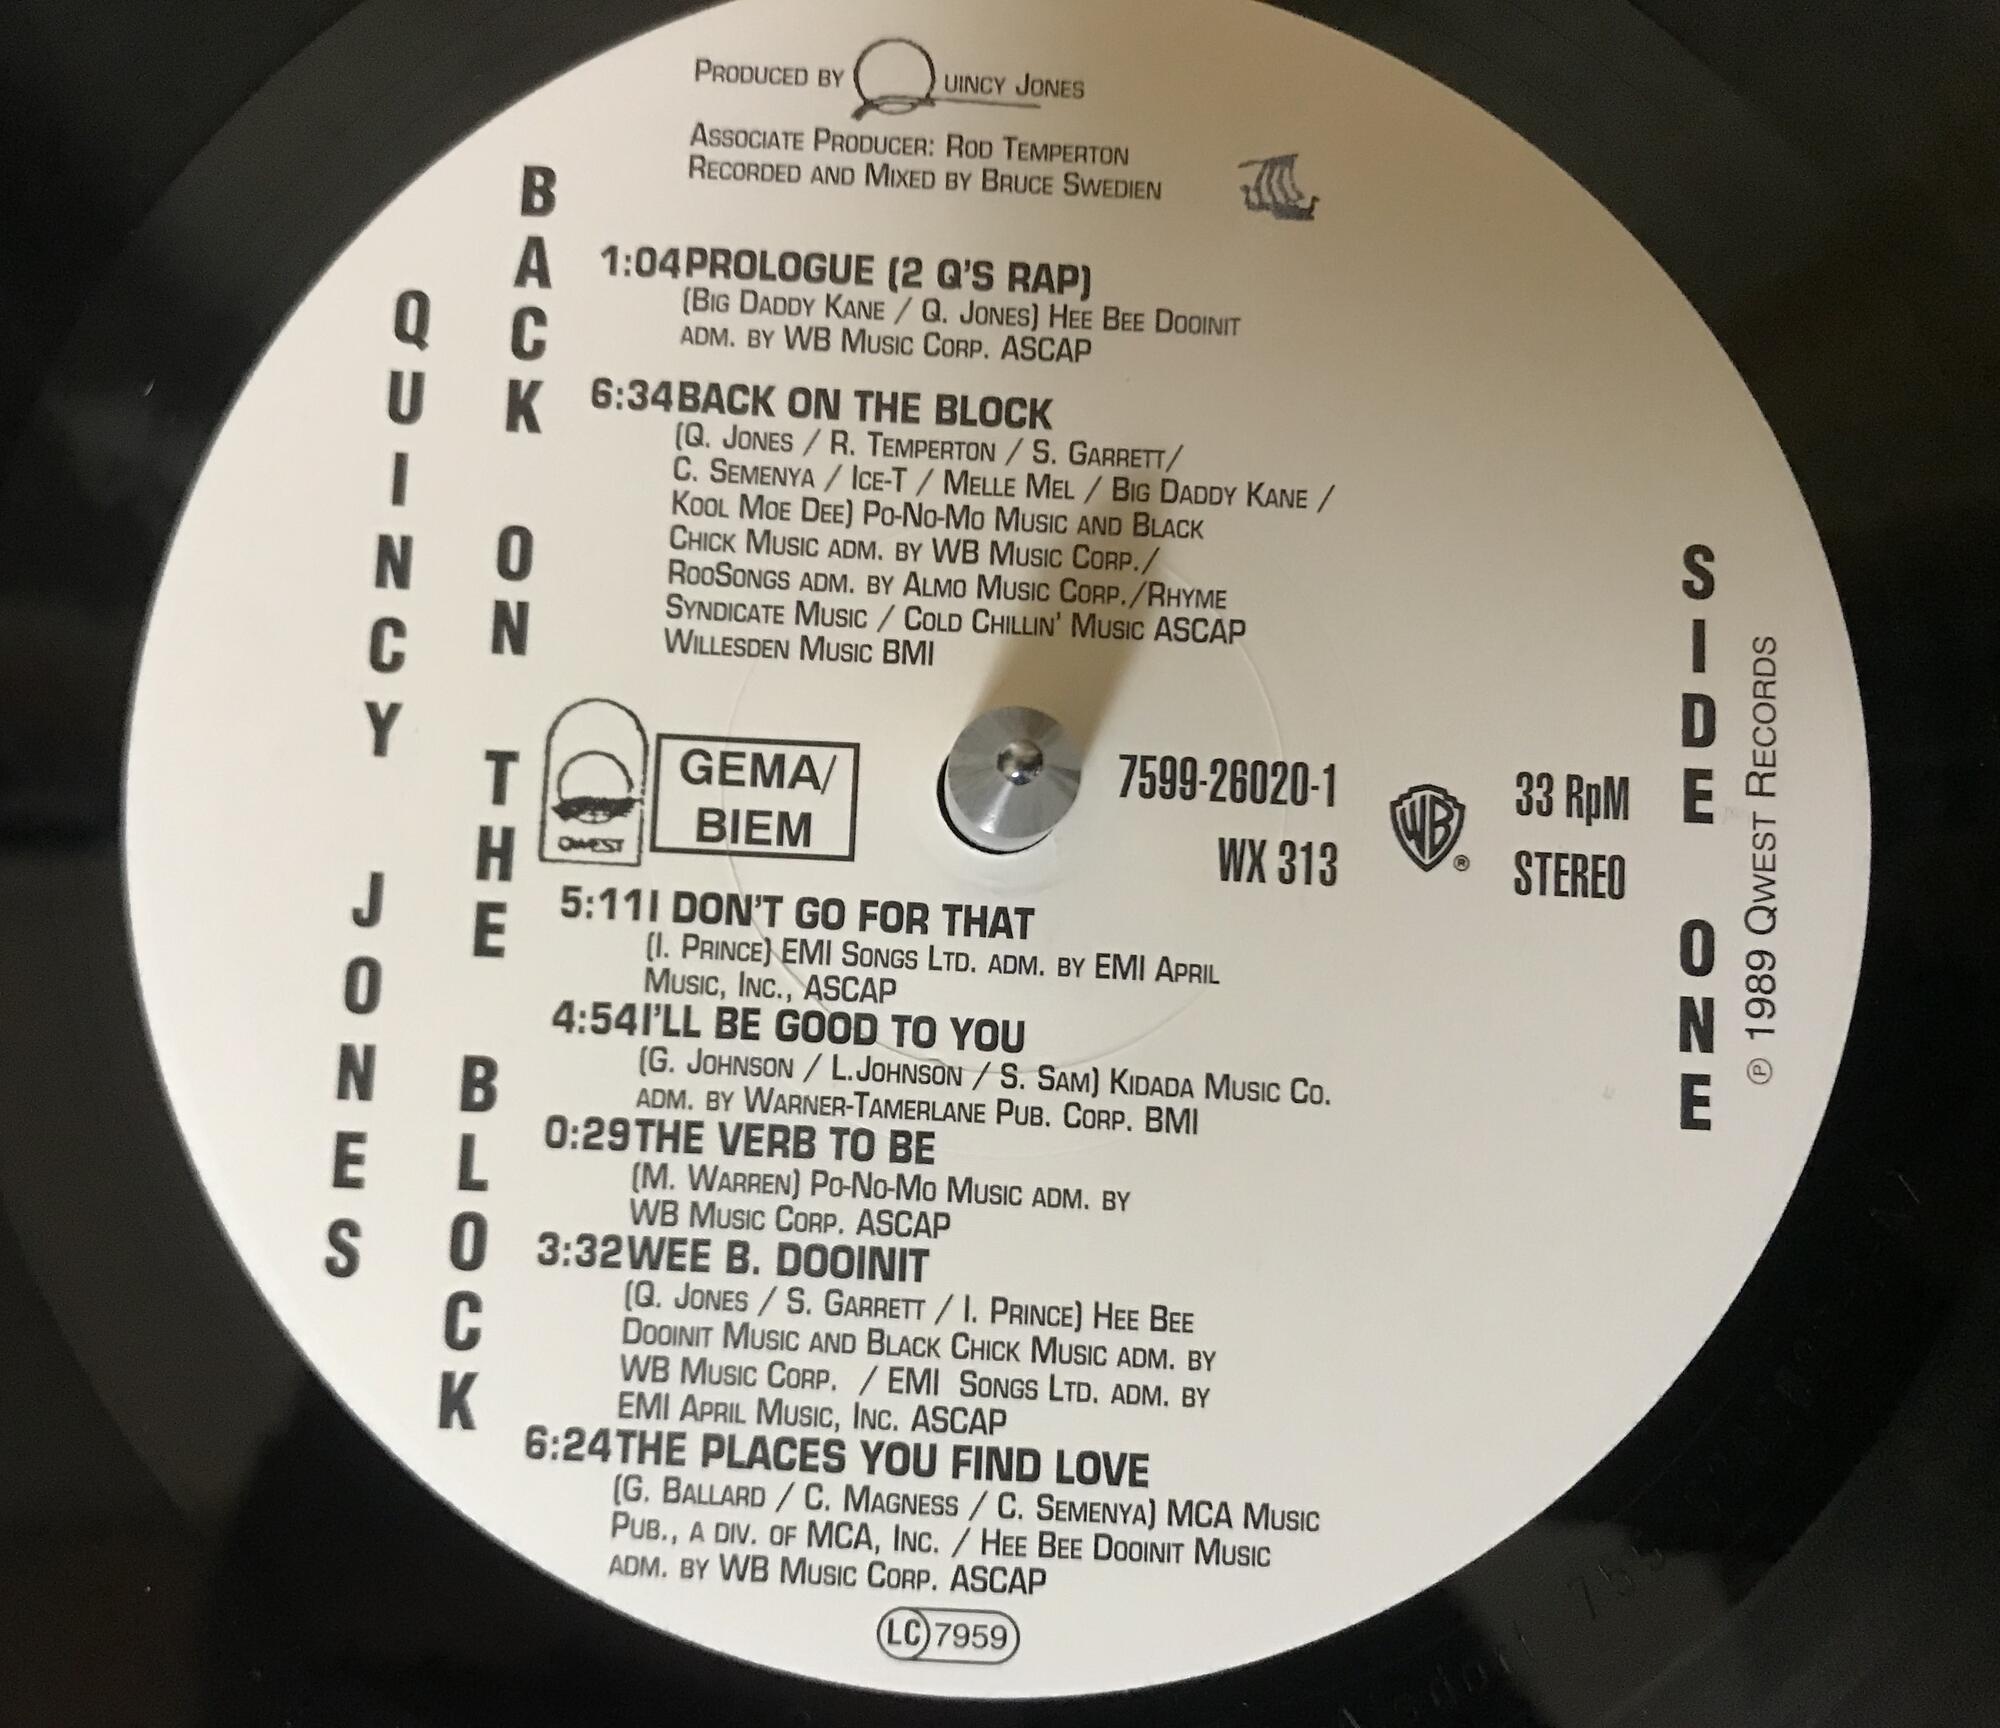 PRODUCED BY QUINCY JONES
ASSOCIATE PRODUCER: ROD TEMPERTON
RECORDED AND MIXED BY BRUCE SWEDIEN
QUINCY JONES
BACK ON THE BLOCK
1:04 PROLOGUE (2 Q'S RAP)
(BIG DADDY KANE / Q. JONES) HEE BEE DOOINIT
ADM. BY WB MUSIC CORP. ASCAP
6:34 BACK ON THE BLOCK
(Q. JONES / R. TEMPERTON / S. GARRETT/
C. SEMENYA / ICE-T / MELLE MEL / BIG DADDY KANE /
KOOL MOE DEE) PO-NO-MO MUSIC AND BLACK
CHICK MUSIC ADM. BY WB MUSIC CORP./
ROOSONGS ADM. BY ALMO MUSIC CORP./RHYME
SYNDICATE MUSIC / COLD CHILLIN' MUSIC ASCAP
WILLESDEN MUSIC BMI
QWEST
GEMA/
BIEM
7599-26020-1
WX 313
WB ®
33 RpM
STEREO
5:11 I DON'T GO FOR THAT
(I. PRINCE) EMI SONGS LTD. ADM. BY EMI APRIL
MUSIC, INC., ASCAP
4:54 I'LL BE GOOD TO YOU
(G. JOHNSON / L.JOHNSON / S. SAM) KIDADA MUSIC CO.
ADM. BY WARNER-TAMERLANE PUB. CORP. BMI
0:29 THE VERB TO BE
(M. WARREN) PO-NO-MO MUSIC ADM. BY
WB MUSIC CORP. ASCAP
3:32 WEE B. DOOINIT
(Q. JONES / S. GARRETT / I. PRINCE) HEE BEE
DOOINIT MUSIC AND BLACK CHICK MUSIC ADM. BY
WB MUSIC CORP. / EMI SONGS LTD. ADM. BY
EMI APRIL MUSIC, INC. ASCAP
6:24 THE PLACES YOU FIND LOVE
(G. BALLARD / C. MAGNESS / C. SEMENYA) MCA MUSIC
PUB., A DIV. OF MCA, INC. / HEE BEE DOOINIT MUSIC
ADM. BY WB MUSIC CORP. ASCAP
LC 7959
SIDE ONE
℗ 1989 QWEST RECORDS